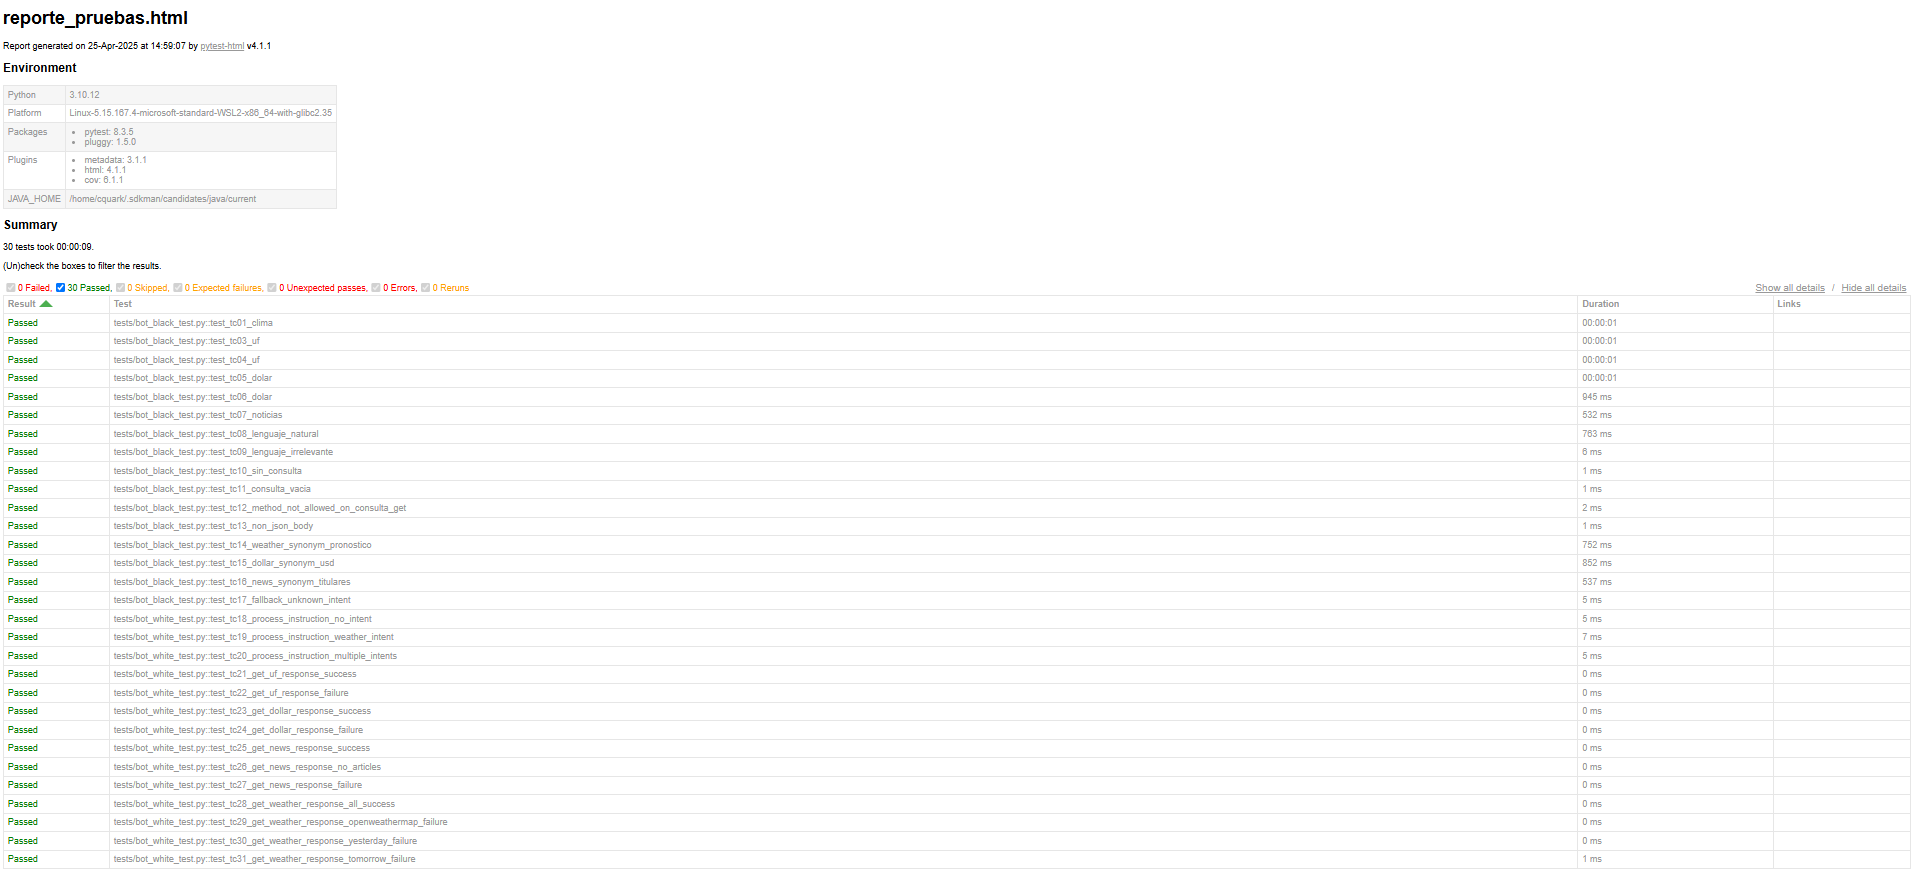 reporte_pruebas.html
Report generated on 25-Apr-2025 at 14:59:07 by pytest-html v4.1.1
Environment
Python 3.10.12
Platform Linux-5.15.167.4-microsoft-standard-WSL2-x86_64-with-glibc2.35
Packages
pytest: 8.3.5
pluggy: 1.5.0
Plugins
metadata: 3.1.1
html: 4.1.1
cov: 6.1.1
JAVA_HOME /home/cquark/.sdkman/candidates/java/current
Summary
30 tests took 00:00:09.
(Un)check the boxes to filter the results.
0 Failed, 30 Passed, 0 Skipped, 0 Expected failures, 0 Unexpected passes, 0 Errors, 0 Reruns Show all details / Hide all details
Result Test Duration Links
Passed tests/bot_black_test.py::test_tc01_clima 00:00:01
Passed tests/bot_black_test.py::test_tc03_uf 00:00:01
Passed tests/bot_black_test.py::test_tc04_uf 00:00:01
Passed tests/bot_black_test.py::test_tc05_dolar 00:00:01
Passed tests/bot_black_test.py::test_tc06_dolar 945 ms
Passed tests/bot_black_test.py::test_tc07_noticias 532 ms
Passed tests/bot_black_test.py::test_tc08_lenguaje_natural 763 ms
Passed tests/bot_black_test.py::test_tc09_lenguaje_irrelevante 6 ms
Passed tests/bot_black_test.py::test_tc10_sin_consulta 1 ms
Passed tests/bot_black_test.py::test_tc11_consulta_vacia 1 ms
Passed tests/bot_black_test.py::test_tc12_method_not_allowed_on_consulta_get 2 ms
Passed tests/bot_black_test.py::test_tc13_non_json_body 1 ms
Passed tests/bot_black_test.py::test_tc14_weather_synonym_pronostico 752 ms
Passed tests/bot_black_test.py::test_tc15_dollar_synonym_usd 852 ms
Passed tests/bot_black_test.py::test_tc16_news_synonym_titulares 537 ms
Passed tests/bot_black_test.py::test_tc17_fallback_unknown_intent 5 ms
Passed tests/bot_white_test.py::test_tc18_process_instruction_no_intent 5 ms
Passed tests/bot_white_test.py::test_tc19_process_instruction_weather_intent 7 ms
Passed tests/bot_white_test.py::test_tc20_process_instruction_multiple_intents 5 ms
Passed tests/bot_white_test.py::test_tc21_get_uf_response_success 0 ms
Passed tests/bot_white_test.py::test_tc22_get_uf_response_failure 0 ms
Passed tests/bot_white_test.py::test_tc23_get_dollar_response_success 0 ms
Passed tests/bot_white_test.py::test_tc24_get_dollar_response_failure 0 ms
Passed tests/bot_white_test.py::test_tc25_get_news_response_success 0 ms
Passed tests/bot_white_test.py::test_tc26_get_news_response_no_articles 0 ms
Passed tests/bot_white_test.py::test_tc27_get_news_response_failure 0 ms
Passed tests/bot_white_test.py::test_tc28_get_weather_response_all_success 0 ms
Passed tests/bot_white_test.py::test_tc29_get_weather_response_openweathermap_failure 0 ms
Passed tests/bot_white_test.py::test_tc30_get_weather_response_yesterday_failure 0 ms
Passed tests/bot_white_test.py::test_tc31_get_weather_response_tomorrow_failure 1 ms